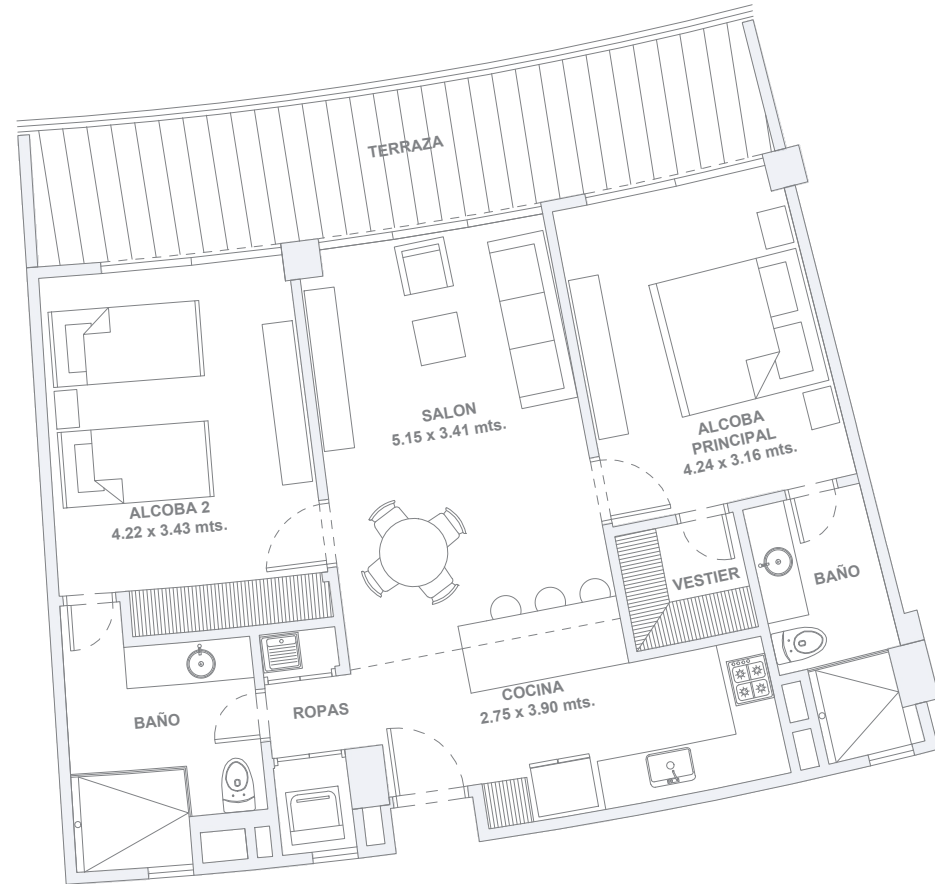 TERRAZA
SALON
5.15 x 3.41 mts.
ALCOBA
PRINCIPAL
4.24 x 3.16 mts.
ALCOBA 2
4.22 x 3.43 mts.
VESTIER
BAÑO
COCINA
2.75 x 3.90 mts.
ROPAS
BAÑO